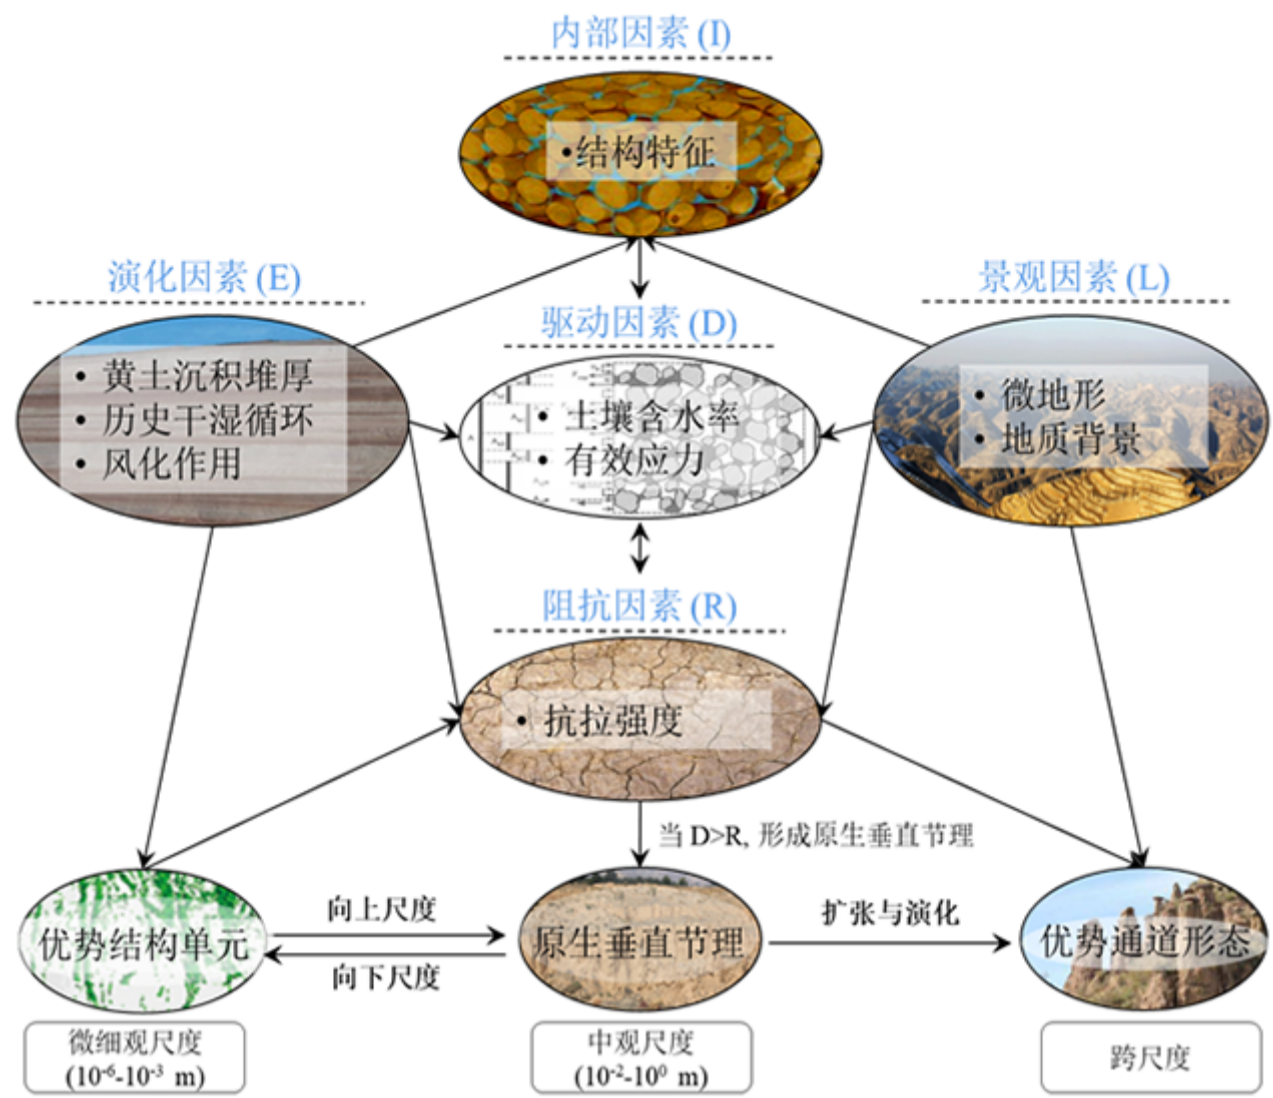 内部因素 (I)
•结构特征
演化因素 (E)
• 黄土沉积堆厚
• 历史干湿循环
• 风化作用
驱动因素 (D)
• 土壤含水率
• 有效应力
景观因素 (L)
• 微地形
• 地质背景
阻抗因素 (R)
• 抗拉强度
当 D>R, 形成原生垂直节理
优势结构单元
向上尺度
向下尺度
原生垂直节理
扩张与演化
优势通道形态
微细观尺度
(10⁻⁶-10⁻³ m)
中观尺度
(10⁻²-10⁰ m)
跨尺度